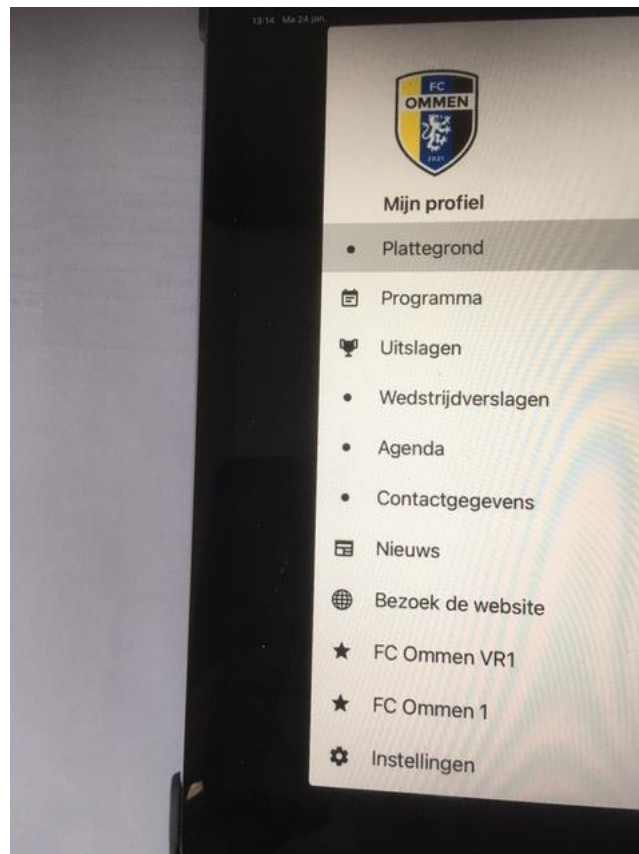 13:14 Ma 24 jan.
FC
OMMEN
2021
Mijn profiel
Plattegrond
Programma
Uitslagen
Wedstrijdverslagen
Agenda
Contactgegevens
Nieuws
Bezoek de website
FC Ommen VR1
FC Ommen 1
Instellingen